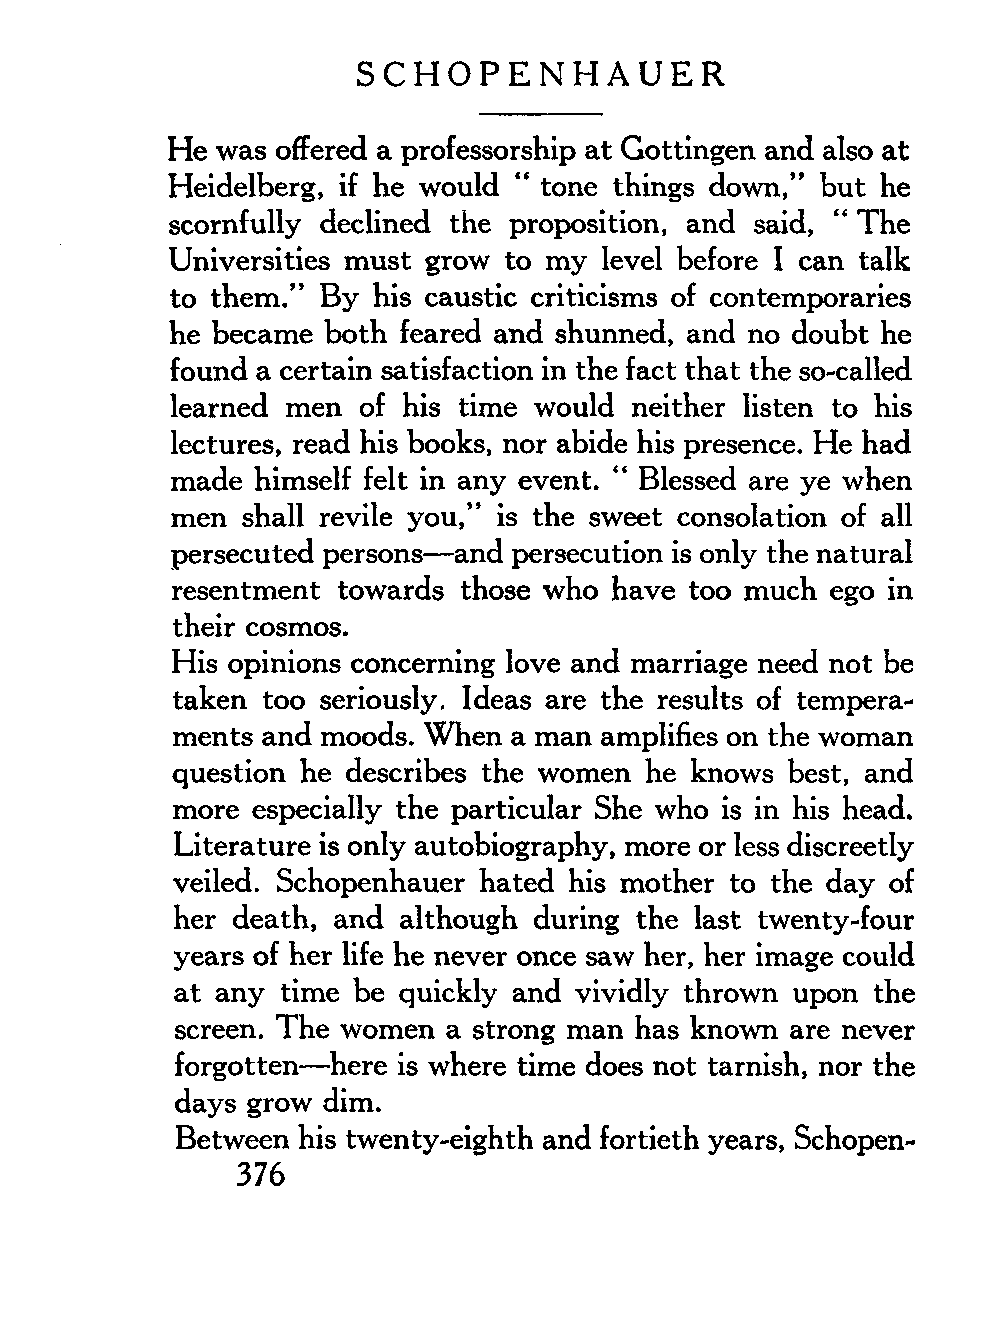 SCHOPENHAUER
He was offered a professorship at Gottingen and also at
Heidelberg, if he would “ tone things down,” but he
scornfully declined the proposition, and said, “ The
Universities must grow to my level before I can talk
to them.” By his caustic criticisms of contemporaries
he became both feared and shunned, and no doubt he
found a certain satisfaction in the fact that the so-called
learned men of his time would neither listen to his
lectures, read his books, nor abide his presence. He had
made himself felt in any event. “ Blessed are ye when
men shall revile you,” is the sweet consolation of all
persecuted persons—and persecution is only the natural
resentment towards those who have too much ego in
their cosmos.
His opinions concerning love and marriage need not be
taken too seriously. Ideas are the results of tempera-
ments and moods. When a man amplifies on the woman
question he describes the women he knows best, and
more especially the particular She who is in his head.
Literature is only autobiography, more or less discreetly
veiled. Schopenhauer hated his mother to the day of
her death, and although during the last twenty-four
years of her life he never once saw her, her image could
at any time be quickly and vividly thrown upon the
screen. The women a strong man has known are never
forgotten—here is where time does not tarnish, nor the
days grow dim.
Between his twenty-eighth and fortieth years, Schopen-
376